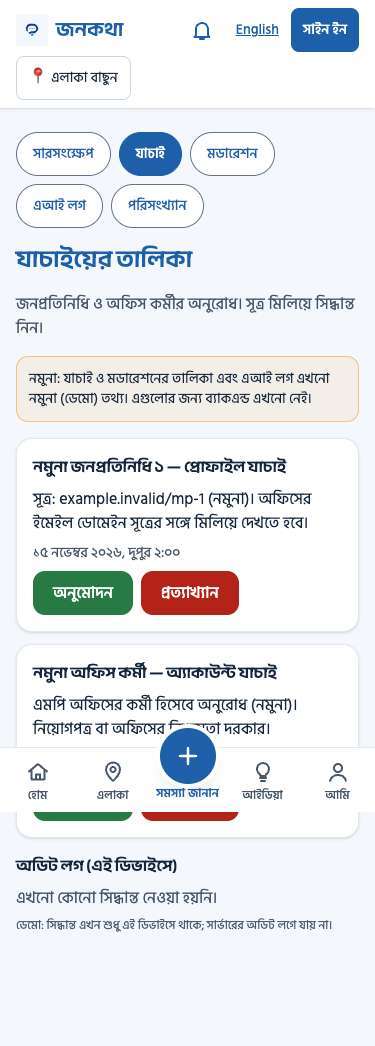 জনকথা
English
সাইন ইন
এলাকা বাছুন
সারসংক্ষেপ
যাচাই
মডারেশন
এআই লগ
পরিসংখ্যান
যাচাইয়ের তালিকা
জনপ্রতিনিধি ও অফিস কর্মীর অনুরোধ। সূত্র মিলিয়ে সিদ্ধান্ত
নিন।
নমুনা: যাচাই ও মডারেশনের তালিকা এবং এআই লগ এখনো
নমুনা (ডেমো) তথ্য। এগুলোর জন্য ব্যাকএন্ড এখনো নেই।
নমুনা জনপ্রতিনিধি ১ — প্রোফাইল যাচাই
সূত্র: example.invalid/mp-1 (নমুনা)। অফিসের
ইমেইল ডোমেইন সূত্রের সঙ্গে মিলিয়ে দেখতে হবে।
১৫ নভেম্বর ২০২৬, দুপুর ২:০০
অনুমোদন
প্রত্যাখ্যান
নমুনা অফিস কর্মী — অ্যাকাউন্ট যাচাই
এমপি অফিসের কর্মী হিসেবে অনুরোধ (নমুনা)।
নিয়োগপত্র বা অফিসের দরকার।
হোম
এলাকা
সমস্যা জানান
আইডিয়া
আমি
অডিট লগ (এই ডিভাইসে)
এখনো কোনো সিদ্ধান্ত নেওয়া হয়নি।
ডেমো: সিদ্ধান্ত এখন শুধু এই ডিভাইসে থাকে; সার্ভারের অডিট লগে যায় না।